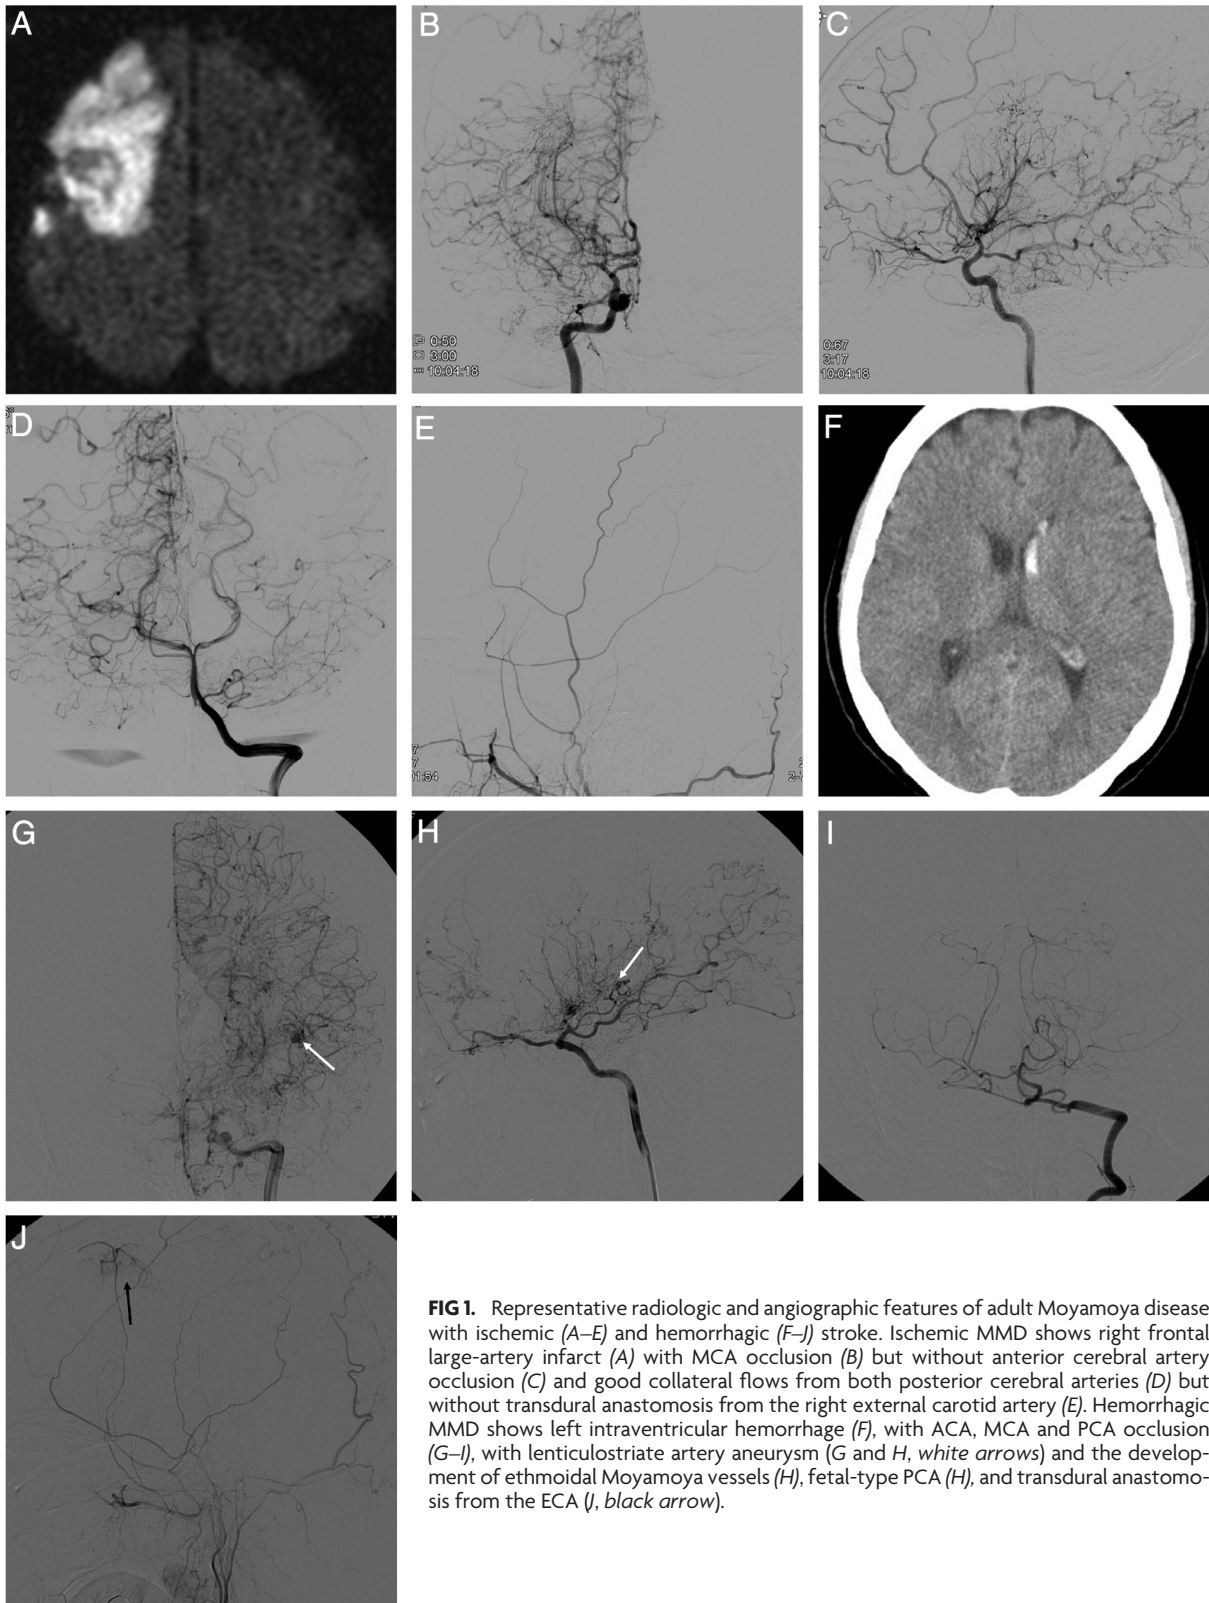 A
B
C
0:50
3:00
10:04:18
0:67
3:17
10:04:18
D
E
F
G
H
I
J
FIG 1. Representative radiologic and angiographic features of adult Moyamoya disease
with ischemic (A–E) and hemorrhagic (F–J) stroke. Ischemic MMD shows right frontal
large-artery infarct (A) with MCA occlusion (B) but without anterior cerebral artery
occlusion (C) and good collateral flows from both posterior cerebral arteries (D) but
without transdural anastomosis from the right external carotid artery (E). Hemorrhagic
MMD shows left intraventricular hemorrhage (F), with ACA, MCA and PCA occlusion
(G–I), with lenticulostriate artery aneurysm (G and H, white arrows) and the develop-
ment of ethmoidal Moyamoya vessels (H), fetal-type PCA (H), and transdural anastomo-
sis from the ECA (J, black arrow).